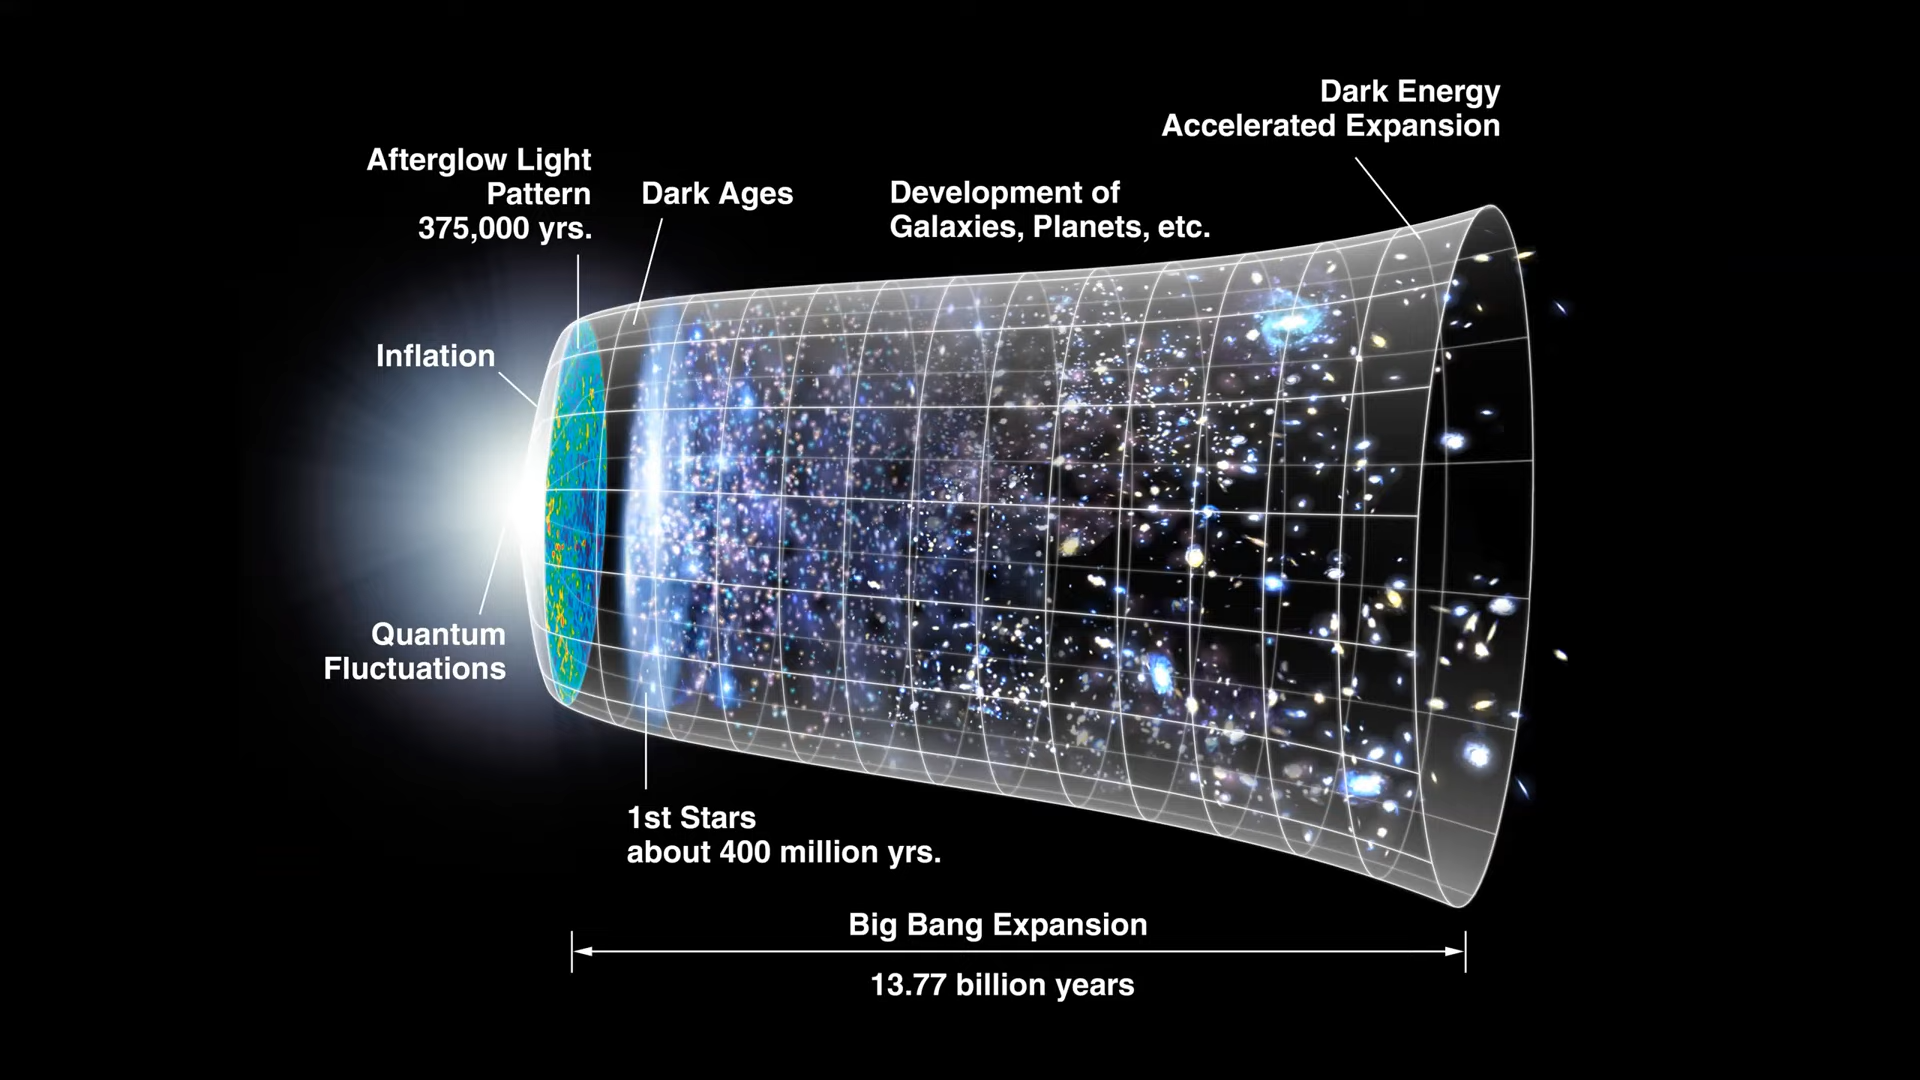 Dark Energy
Accelerated Expansion
Afterglow Light
Pattern
375,000 yrs.
Dark Ages
Development of
Galaxies, Planets, etc.
Inflation
Quantum
Fluctuations
1st Stars
about 400 million yrs.
Big Bang Expansion
13.77 billion years